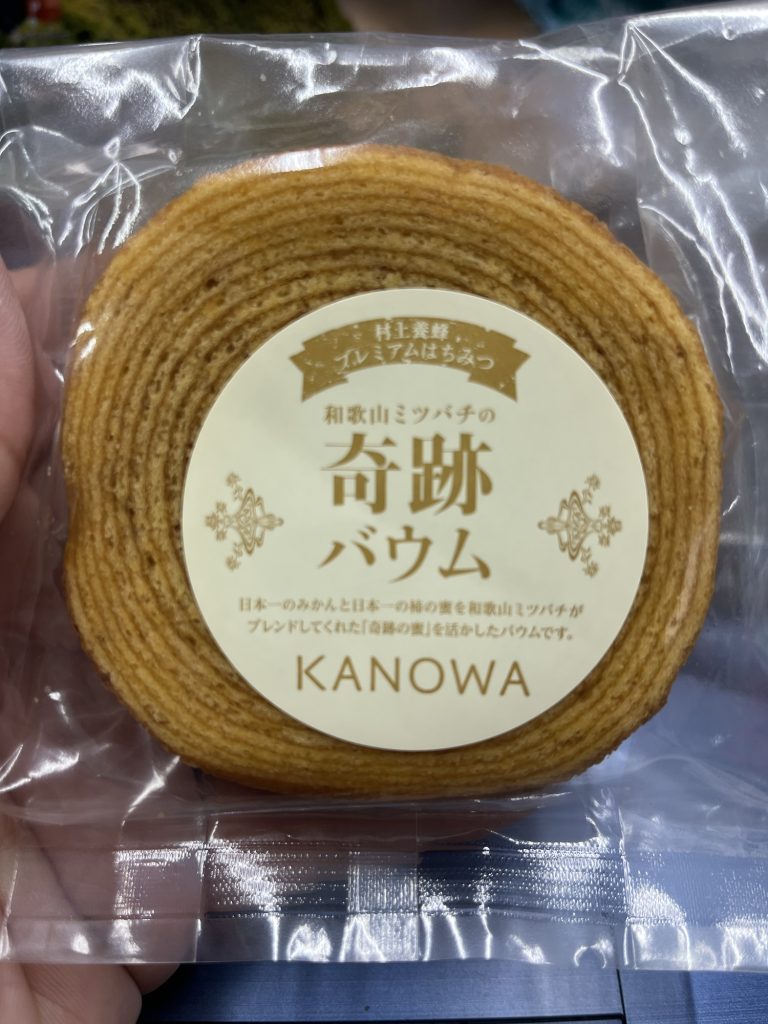 村上養蜂
プレミアムはちみつ
和歌山ミツバチの
奇跡
バウム
日本一のみかんと日本一の柿の蜜を和歌山ミツバチが
ブレンドしてくれた「奇跡の蜜」を活かしたバウムです。
KANOWA